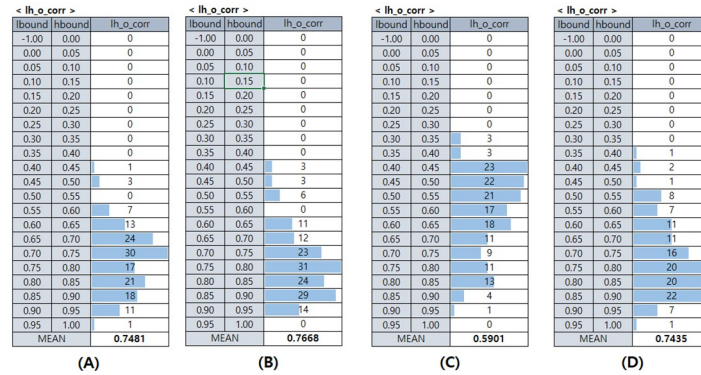 < lh_o_corr >
lbound hbound lh_o_corr
-1.00 0.00 0
0.00 0.05 0
0.05 0.10 0
0.10 0.15 0
0.15 0.20 0
0.20 0.25 0
0.25 0.30 0
0.30 0.35 0
0.35 0.40 0
0.40 0.45 1
0.45 0.50 3
0.50 0.55 0
0.55 0.60 7
0.60 0.65 13
0.65 0.70 24
0.70 0.75 30
0.75 0.80 17
0.80 0.85 21
0.85 0.90 18
0.90 0.95 11
0.95 1.00 1
MEAN 0.7481
(A)
< lh_o_corr >
lbound hbound lh_o_corr
-1.00 0.00 0
0.00 0.05 0
0.05 0.10 0
0.10 0.15 0
0.15 0.20 0
0.20 0.25 0
0.25 0.30 0
0.30 0.35 0
0.35 0.40 0
0.40 0.45 3
0.45 0.50 3
0.50 0.55 6
0.55 0.60 0
0.60 0.65 11
0.65 0.70 12
0.70 0.75 23
0.75 0.80 31
0.80 0.85 24
0.85 0.90 29
0.90 0.95 14
0.95 1.00 0
MEAN 0.7668
(B)
< lh_o_corr >
lbound hbound lh_o_corr
-1.00 0.00 0
0.00 0.05 0
0.05 0.10 0
0.10 0.15 0
0.15 0.20 0
0.20 0.25 0
0.25 0.30 0
0.30 0.35 3
0.35 0.40 3
0.40 0.45 23
0.45 0.50 22
0.50 0.55 21
0.55 0.60 17
0.60 0.65 18
0.65 0.70 11
0.70 0.75 9
0.75 0.80 11
0.80 0.85 13
0.85 0.90 4
0.90 0.95 1
0.95 1.00 0
MEAN 0.5901
(C)
< lh_o_corr >
lbound hbound lh_o_corr
-1.00 0.00 0
0.00 0.05 0
0.05 0.10 0
0.10 0.15 0
0.15 0.20 0
0.20 0.25 0
0.25 0.30 0
0.30 0.35 0
0.35 0.40 1
0.40 0.45 2
0.45 0.50 1
0.50 0.55 8
0.55 0.60 7
0.60 0.65 11
0.65 0.70 11
0.70 0.75 16
0.75 0.80 20
0.80 0.85 20
0.85 0.90 22
0.90 0.95 7
0.95 1.00 1
MEAN 0.7435
(D)